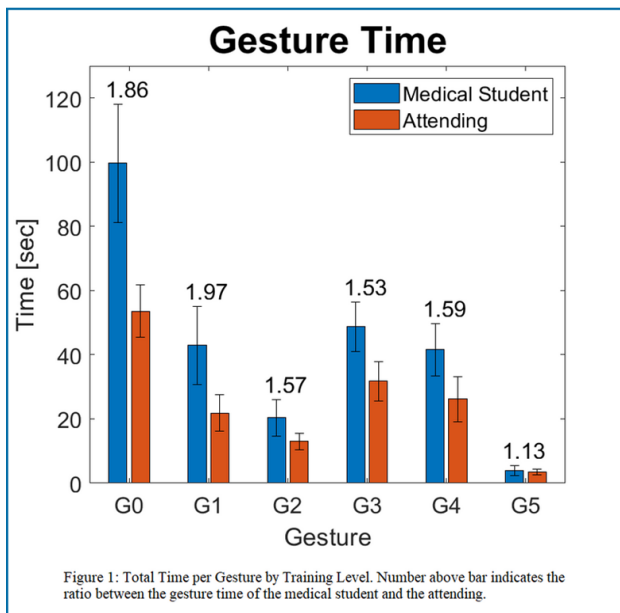 Gesture Time
Medical Student
Attending
1.86
1.97
1.57
1.53
1.59
1.13
120
100
80
60
40
20
0
Time [sec]
G0 G1 G2 G3 G4 G5
Gesture
Figure 1: Total Time per Gesture by Training Level. Number above bar indicates the
ratio between the gesture time of the medical student and the attending.